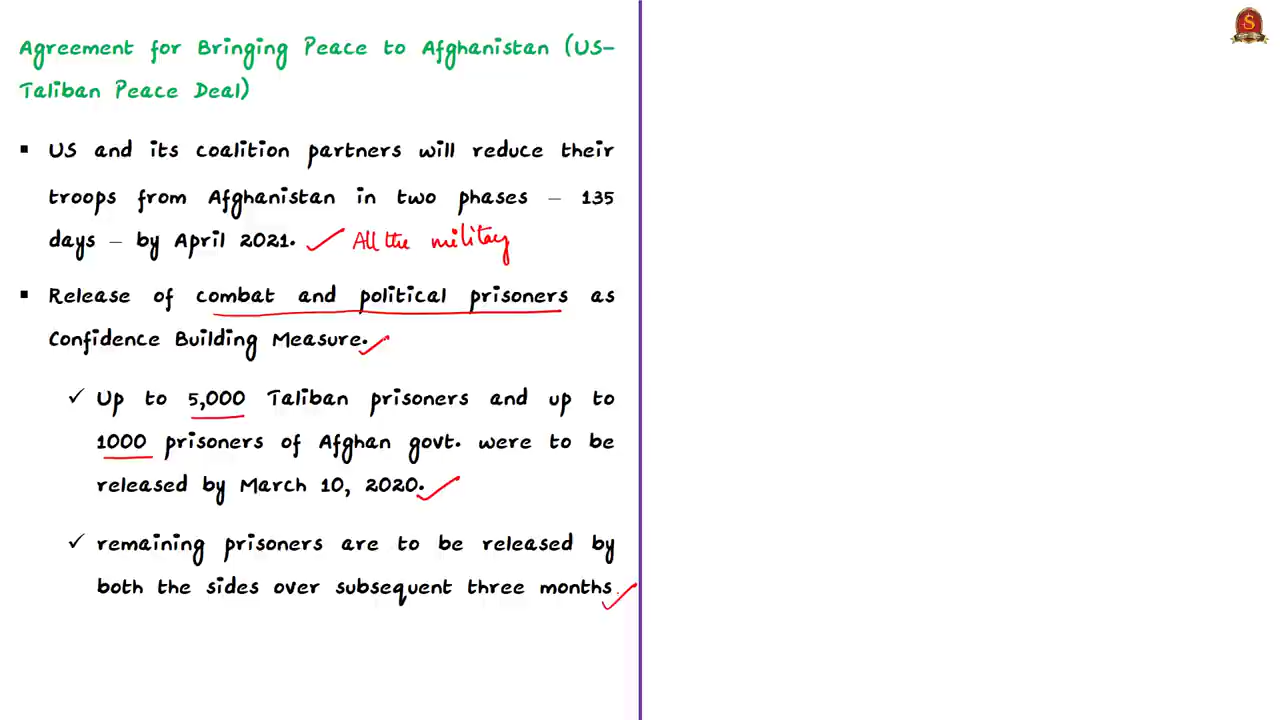 Agreement for Bringing Peace to Afghanistan (US-
Taliban Peace Deal)
▪ US and its coalition partners will reduce their
troops from Afghanistan in two phases – 135
days – by April 2021. ✓ All the military
▪ Release of combat and political prisoners as
Confidence Building Measure.
✓ Up to 5,000 Taliban prisoners and up to
1000 prisoners of Afghan govt. were to be
released by March 10, 2020.
✓ remaining prisoners are to be released by
both the sides over subsequent three months.
S